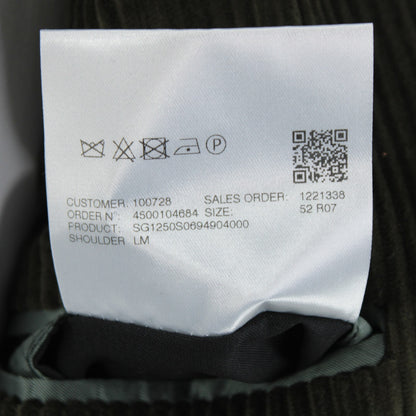 P
CUSTOMER: 100728 SALES ORDER: 1221338
ORDER N° 4500104684 SIZE: 52 R07
PRODUCT: SG1250S0694904000
SHOULDER LM